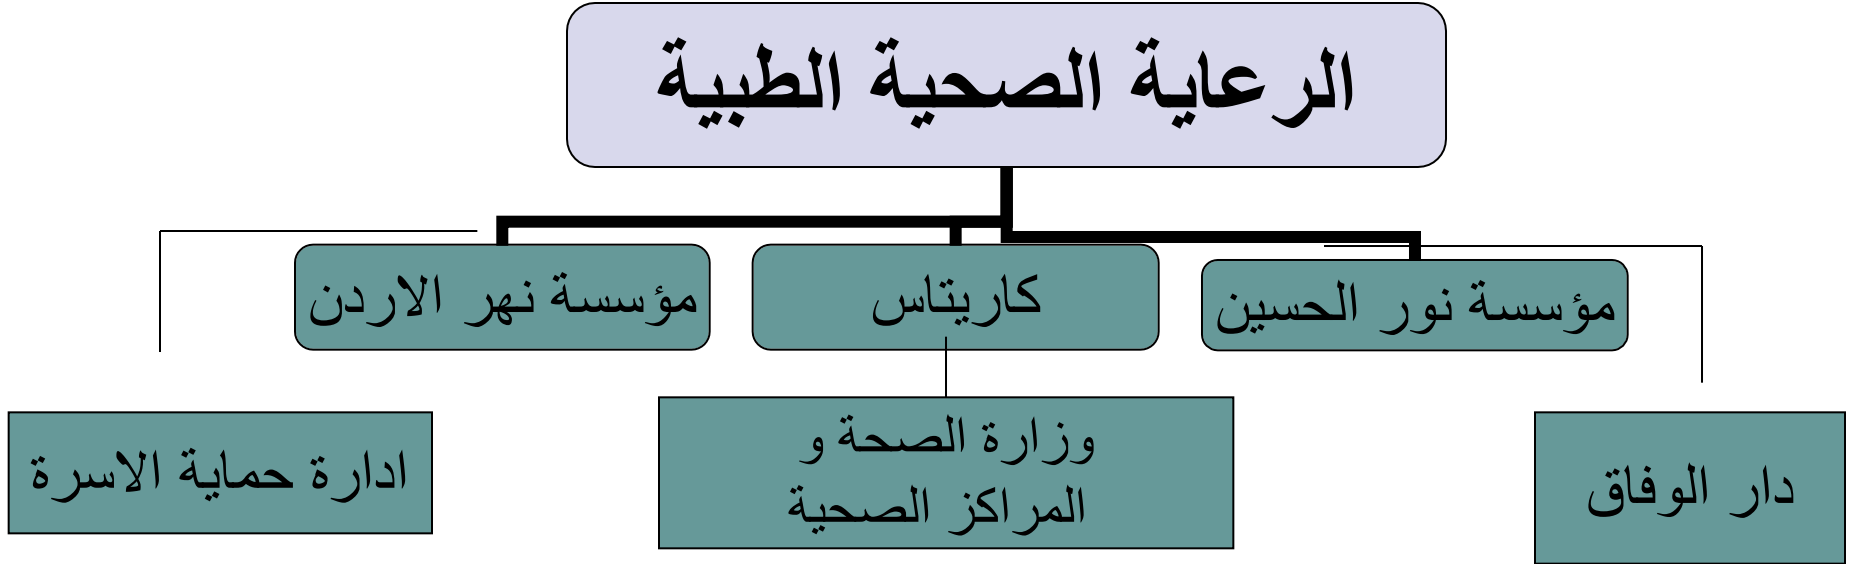 الرعاية الصحية الطبية
مؤسسة نور الحسين
كاريتاس
مؤسسة نهر الاردن
دار الوفاق
وزارة الصحة و
المراكز الصحية
ادارة حماية الاسرة